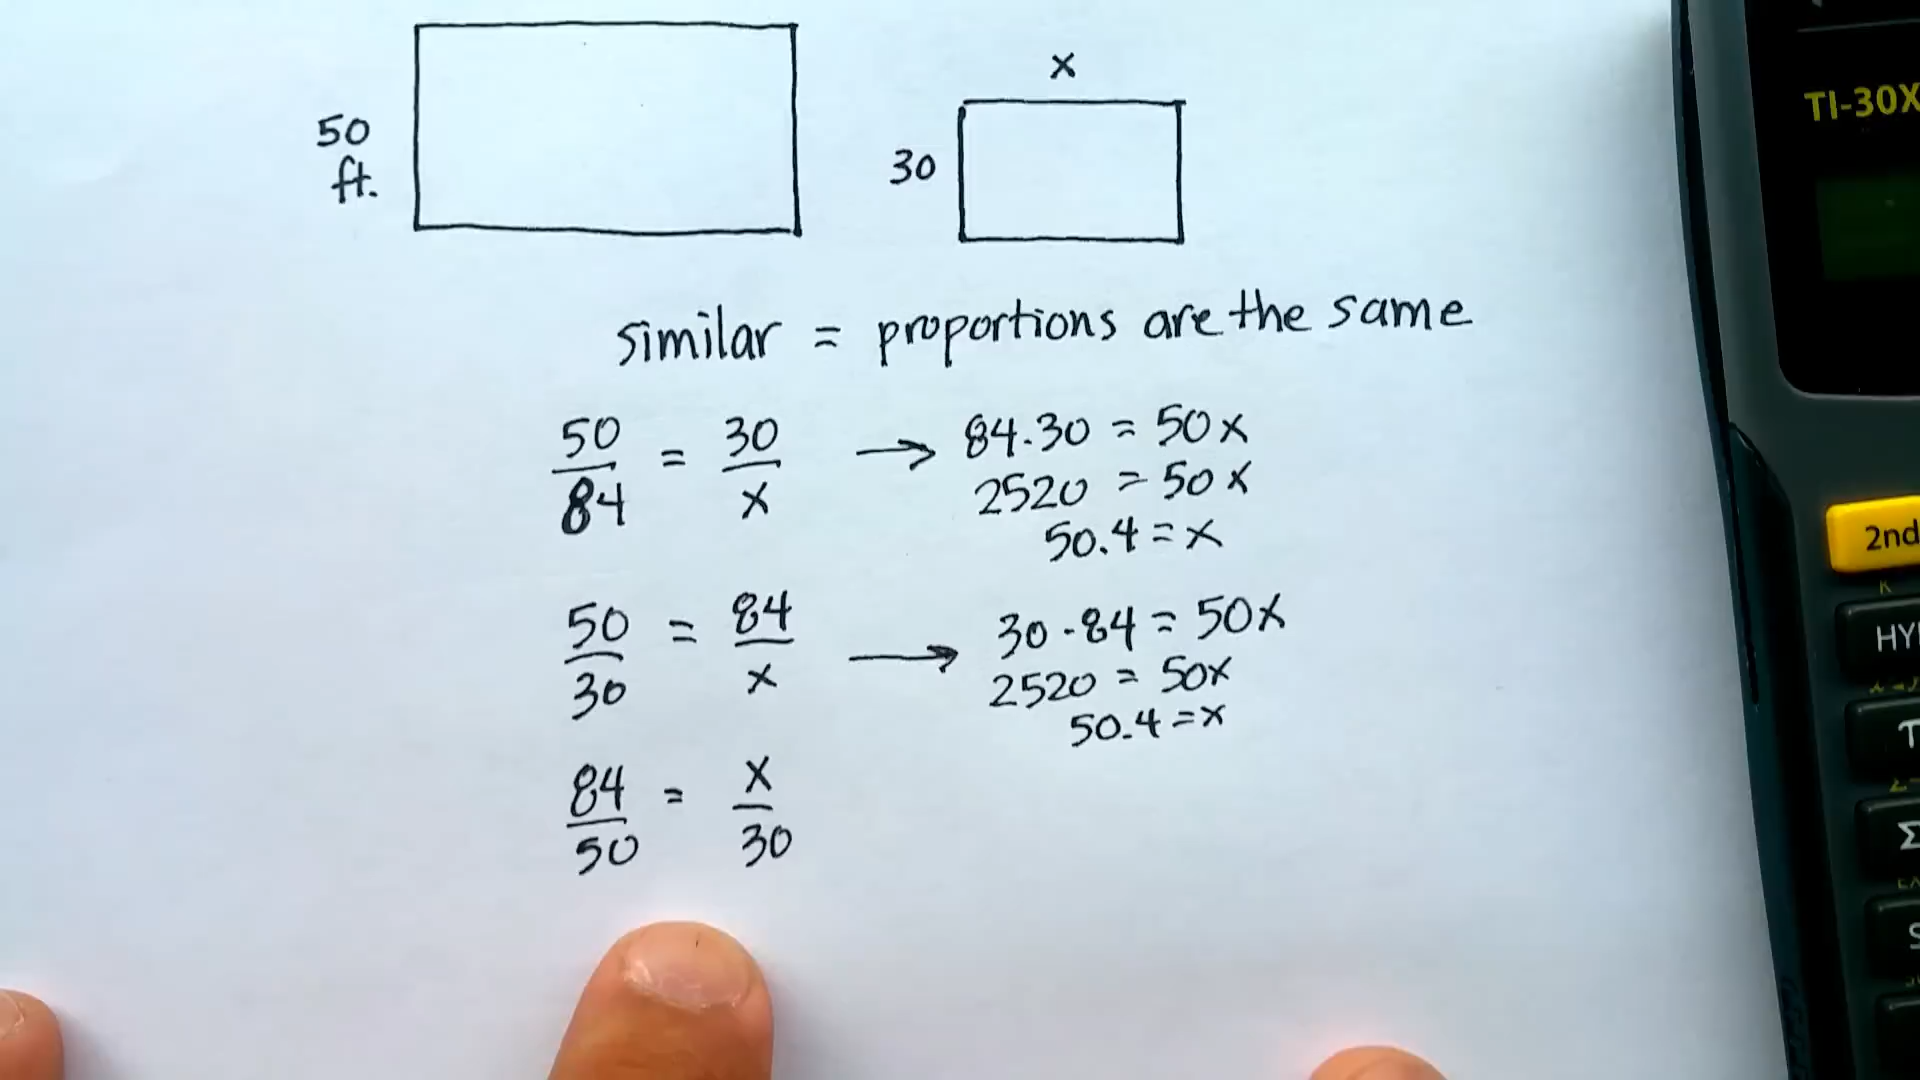 x
50
ft.
30
similar = proportions are the same
50/84 = 30/x → 84·30 = 50x
2520 = 50x
50.4 = x
50/30 = 84/x → 30·84 = 50x
2520 = 50x
50.4 = x
84/50 = x/30
TI-30X
2nd
K
HY
Σ